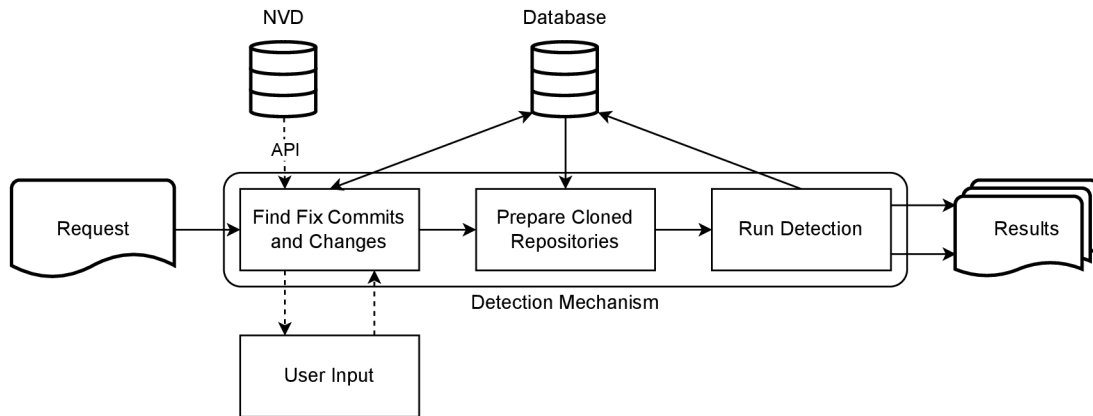 NVD
Database
API
Request
Find Fix Commits
and Changes
Prepare Cloned
Repositories
Run Detection
Results
Detection Mechanism
User Input